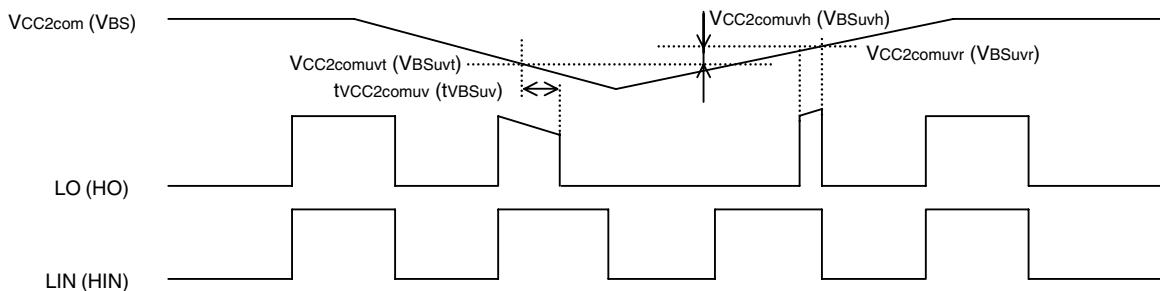 VCC2com (VBS)
VCC2comuvh (VBSuvh)
VCC2comuvr (VBSuvr)
VCC2comuvt (VBSuvt)
tVCC2comuv (tVBSuv)
LO (HO)
LIN (HIN)